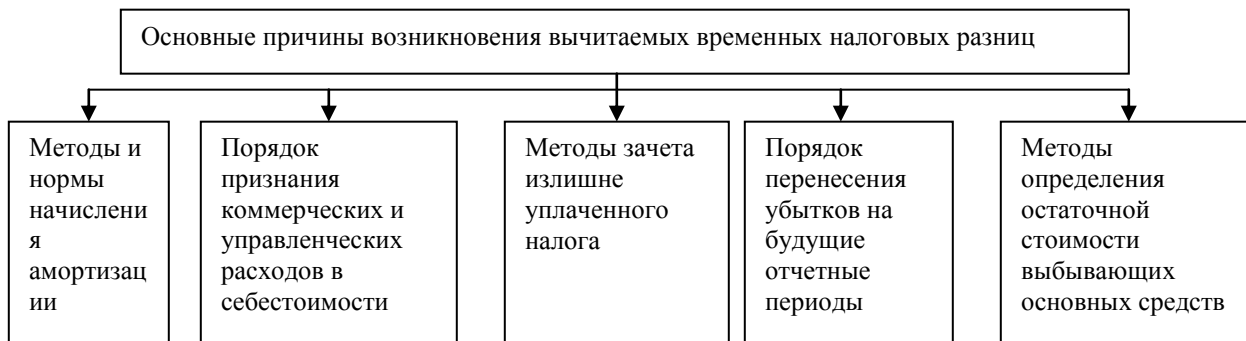 Основные причины возникновения вычитаемых временных налоговых разниц
Методы и
нормы
начислени
я
амортизац
ии
Порядок
признания
коммерческих и
управленческих
расходов в
себестоимости
Методы зачета
излишне
уплаченного
налога
Порядок
перенесения
убытков на
будущие
отчетные
периоды
Методы
определения
остаточной
стоимости
выбывающих
основных средств